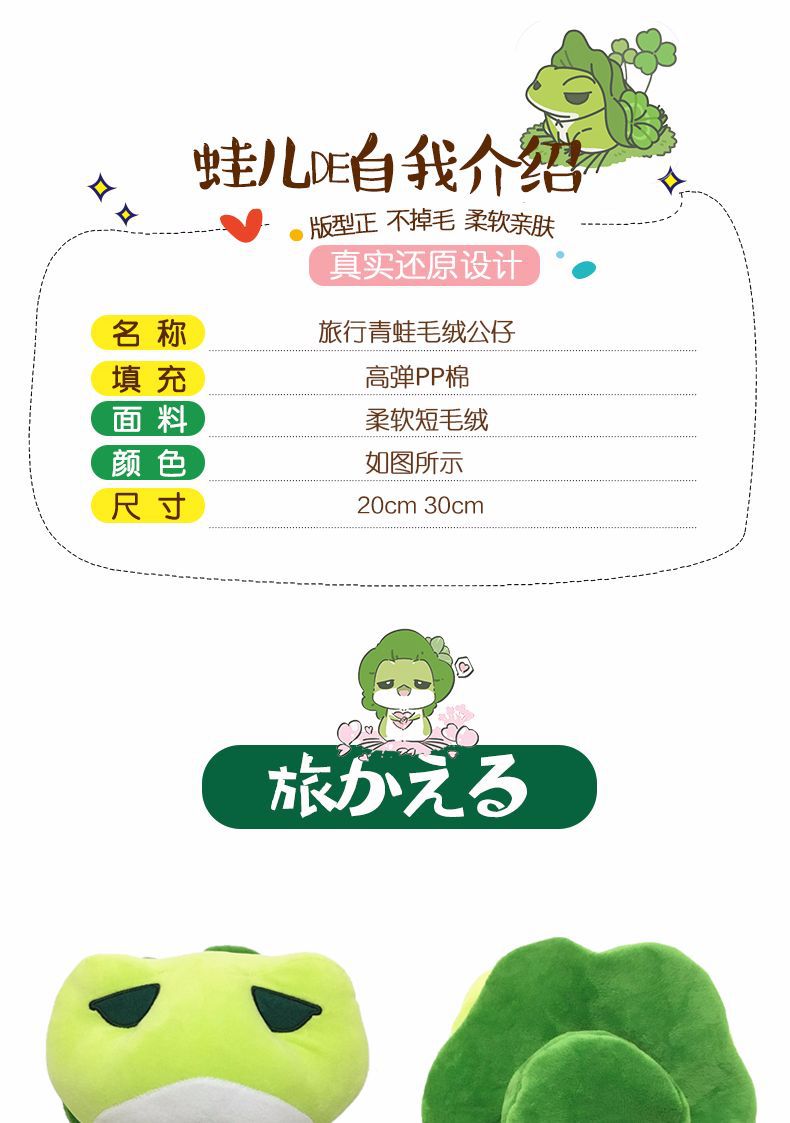 蛙儿DE自我介绍
版型正 不掉毛 柔软亲肤
真实还原设计
名 称 旅行青蛙毛绒公仔
填 充 高弹PP棉
面 料 柔软短毛绒
颜 色 如图所示
尺 寸 20cm 30cm
旅かえる